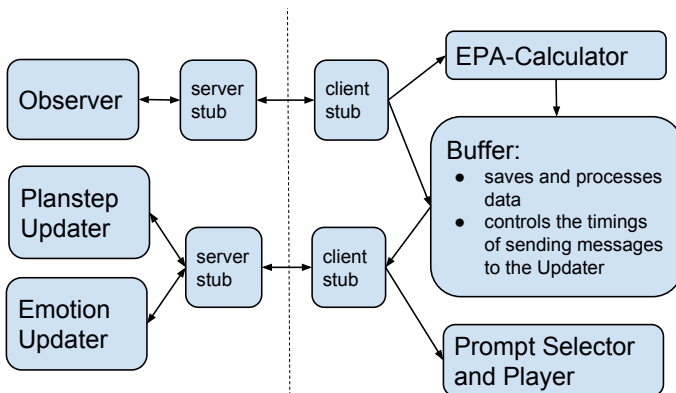 Observer
server
stub
client
stub
EPA-Calculator
Buffer:
● saves and processes
data
● controls the timings
of sending messages
to the Updater
Planstep
Updater
Emotion
Updater
server
stub
client
stub
Prompt Selector
and Player